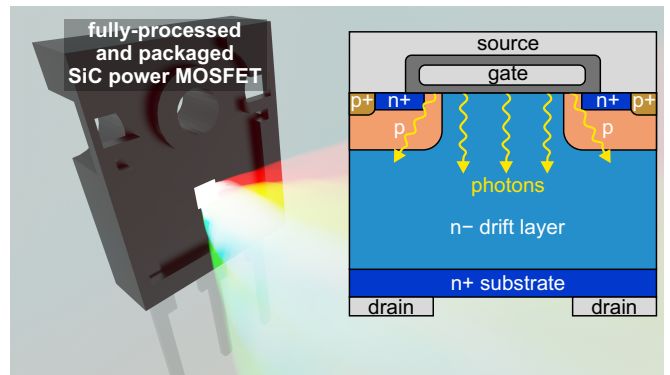 fully-processed
and packaged
SiC power MOSFET
source
gate
p+
n+
n+
p+
p
p
photons
n− drift layer
n+ substrate
drain
drain